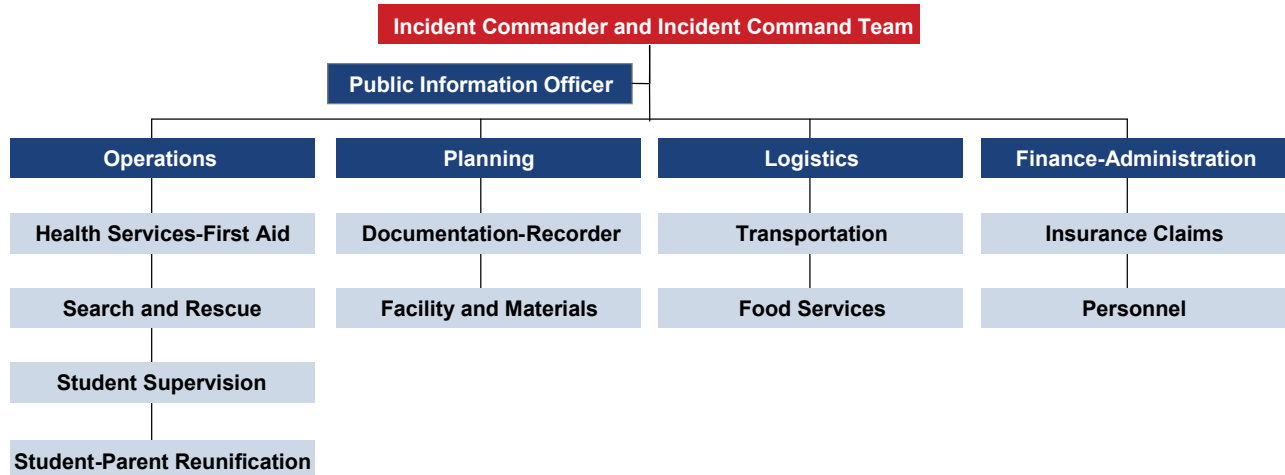 Incident Commander and Incident Command Team
Public Information Officer
Operations
Planning
Logistics
Finance-Administration
Health Services-First Aid
Documentation-Recorder
Transportation
Insurance Claims
Search and Rescue
Facility and Materials
Food Services
Personnel
Student Supervision
Student-Parent Reunification